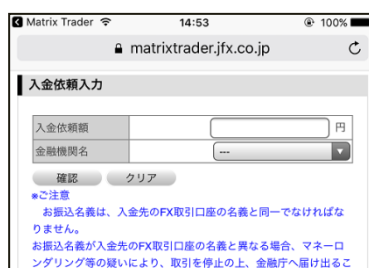 Matrix Trader 14:53 100%
matrixtrader.jfx.co.jp
入金依頼入力
入金依頼額 円
金融機関名 ---
確認 クリア
※ご注意
お振込名義は、入金先のFX取引口座の名義と同一でなければな
りません。
お振込名義が入金先のFX取引口座の名義と異なる場合、マネーロ
ンダリング等の疑いにより、取引を停止の上、金融庁へ届け出るこ